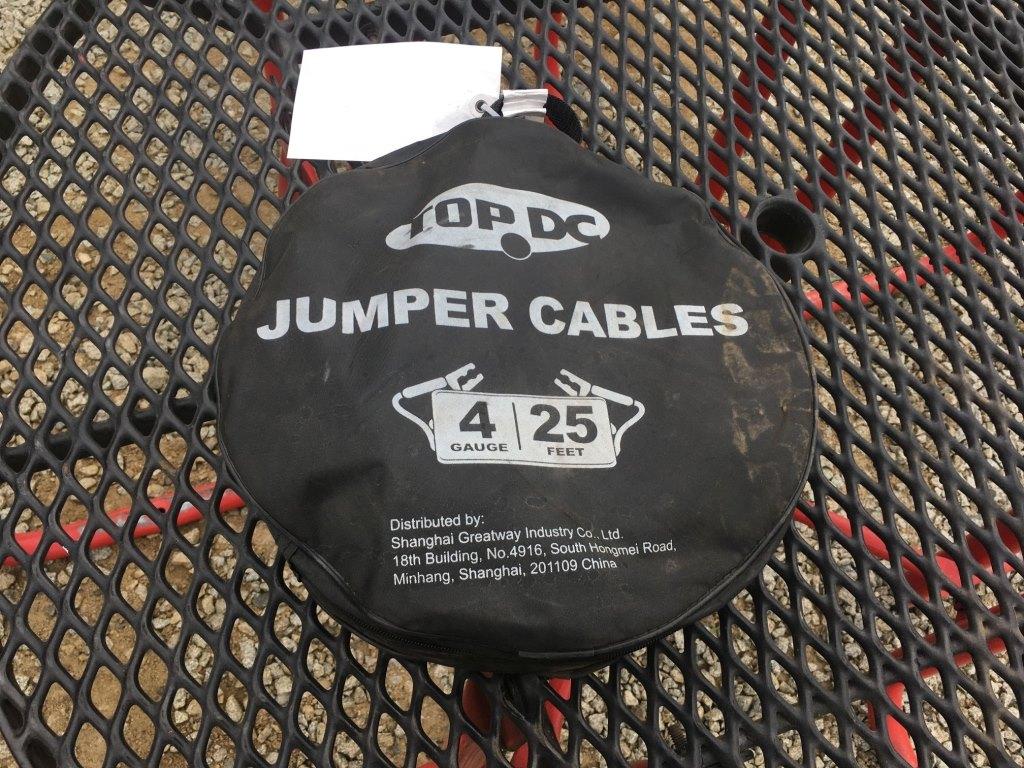 TOP DC
JUMPER CABLES
4 25
GAUGE FEET
Distributed by:
Shanghai Greatway Industry Co., Ltd.
18th Building, No.4916, South Hongmei Road,
Minhang, Shanghai, 201109 China